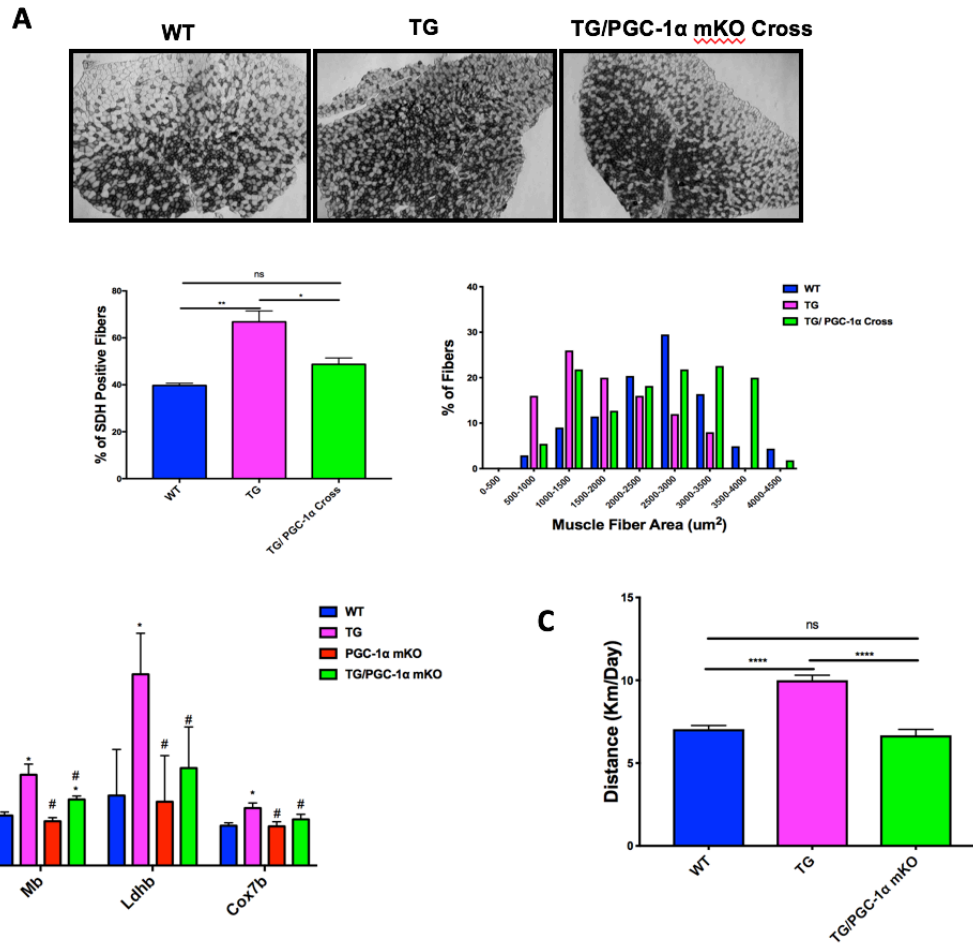 A
WT
TG
TG/PGC-1α mKO Cross
ns
**
*
80
60
40
20
0
% of SDH Positive Fibers
WT
TG
TG/ PGC-1α Cross
40
30
20
10
0
% of Fibers
WT
TG
TG/ PGC-1α Cross
0-500
500-1000
1000-1500
1500-2000
2000-2500
2500-3000
3000-3500
3500-4000
4000-4500
Muscle Fiber Area (um²)
WT
TG
PGC-1α mKO
TG/PGC-1α mKO
*
#
#
*
*
#
#
*
#
#
Mb
Ldhb
Cox7b
C
15
10
5
0
Distance (Km/Day)
ns
****
****
WT
TG
TG/PGC-1α mKO